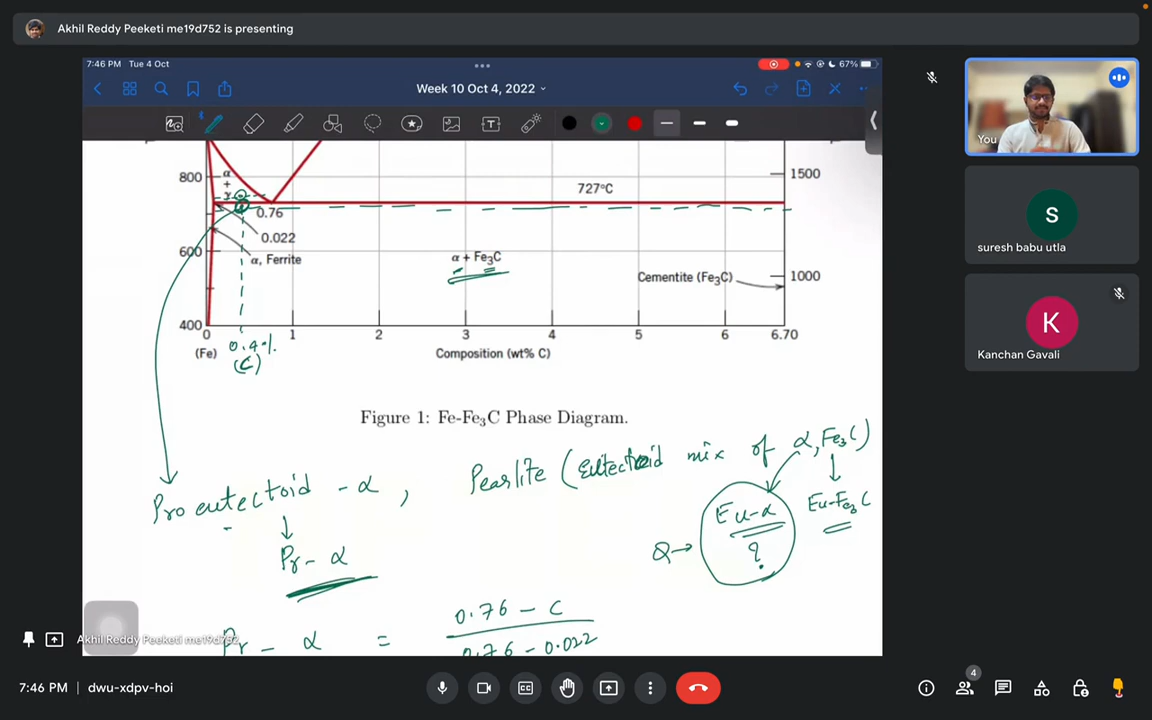 Akhil Reddy Peeketi me19d752 is presenting
7:46 PM Tue 4 Oct
67%
Week 10 Oct 4, 2022
You
S
suresh babu utla
K
Kanchan Gavali
800
1500
α
+
γ
727°C
0.76
0.022
600
α, Ferrite
α + Fe3C
Cementite (Fe3C)
1000
400
0 1 2 3 4 5 6 6.70
(Fe)
Composition (wt% C)
0.4%
(C)
Figure 1: Fe-Fe3C Phase Diagram.
Pro eutectoid - α , Pearlite (Eutectoid mix of α, Fe3C)
Pr - α
Eu-α
Eu-Fe3C
Q→
?
Pr - α = 0.76 - C
0.76 - 0.022
Akhil Reddy Peeketi me19d752
7:46 PM dwu-xdpv-hoi
4